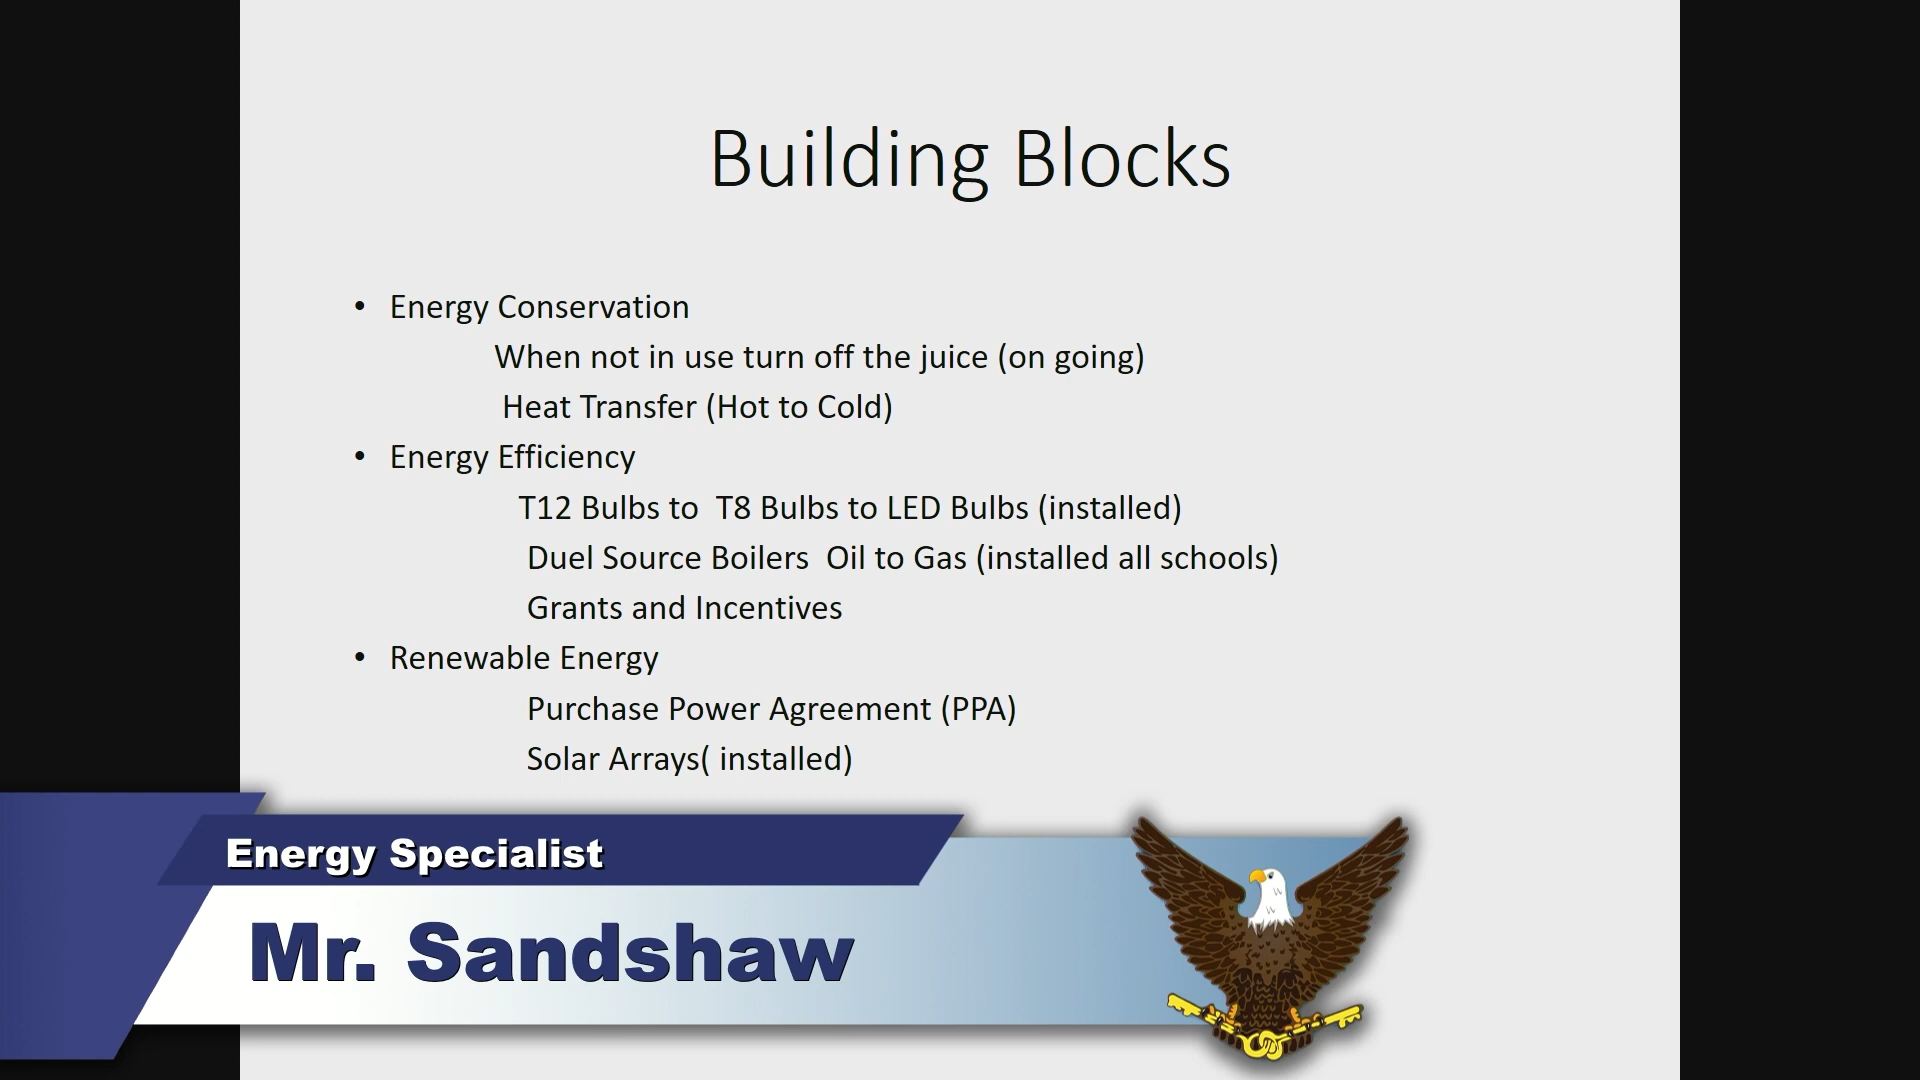 Building Blocks
• Energy Conservation
When not in use turn off the juice (on going)
Heat Transfer (Hot to Cold)
• Energy Efficiency
T12 Bulbs to  T8 Bulbs to LED Bulbs (installed)
Duel Source Boilers  Oil to Gas (installed all schools)
Grants and Incentives
• Renewable Energy
Purchase Power Agreement (PPA)
Solar Arrays( installed)
Energy Specialist
Mr. Sandshaw